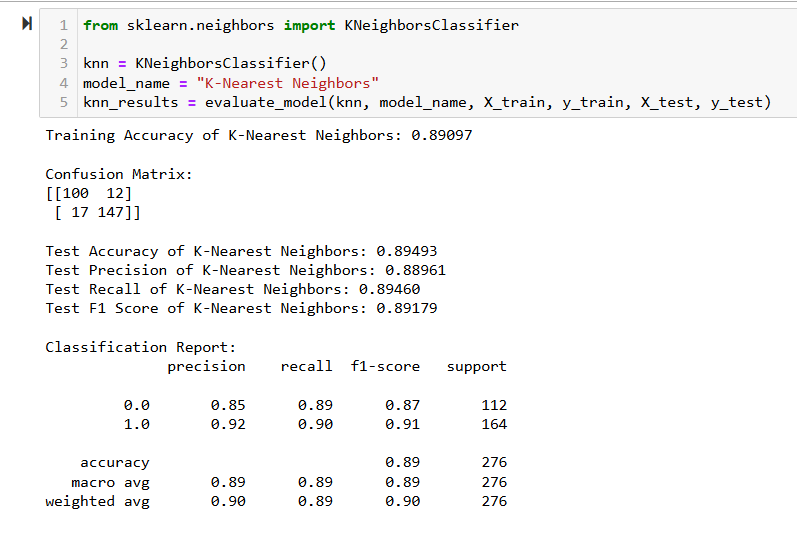 1 from sklearn.neighbors import KNeighborsClassifier
2
3 knn = KNeighborsClassifier()
4 model_name = "K-Nearest Neighbors"
5 knn_results = evaluate_model(knn, model_name, X_train, y_train, X_test, y_test)
Training Accuracy of K-Nearest Neighbors: 0.89097
Confusion Matrix:
[[100  12]
 [ 17 147]]
Test Accuracy of K-Nearest Neighbors: 0.89493
Test Precision of K-Nearest Neighbors: 0.88961
Test Recall of K-Nearest Neighbors: 0.89460
Test F1 Score of K-Nearest Neighbors: 0.89179
Classification Report:
              precision    recall  f1-score   support
         0.0       0.85      0.89      0.87       112
         1.0       0.92      0.90      0.91       164
    accuracy                           0.89       276
   macro avg       0.89      0.89      0.89       276
weighted avg       0.90      0.89      0.90       276